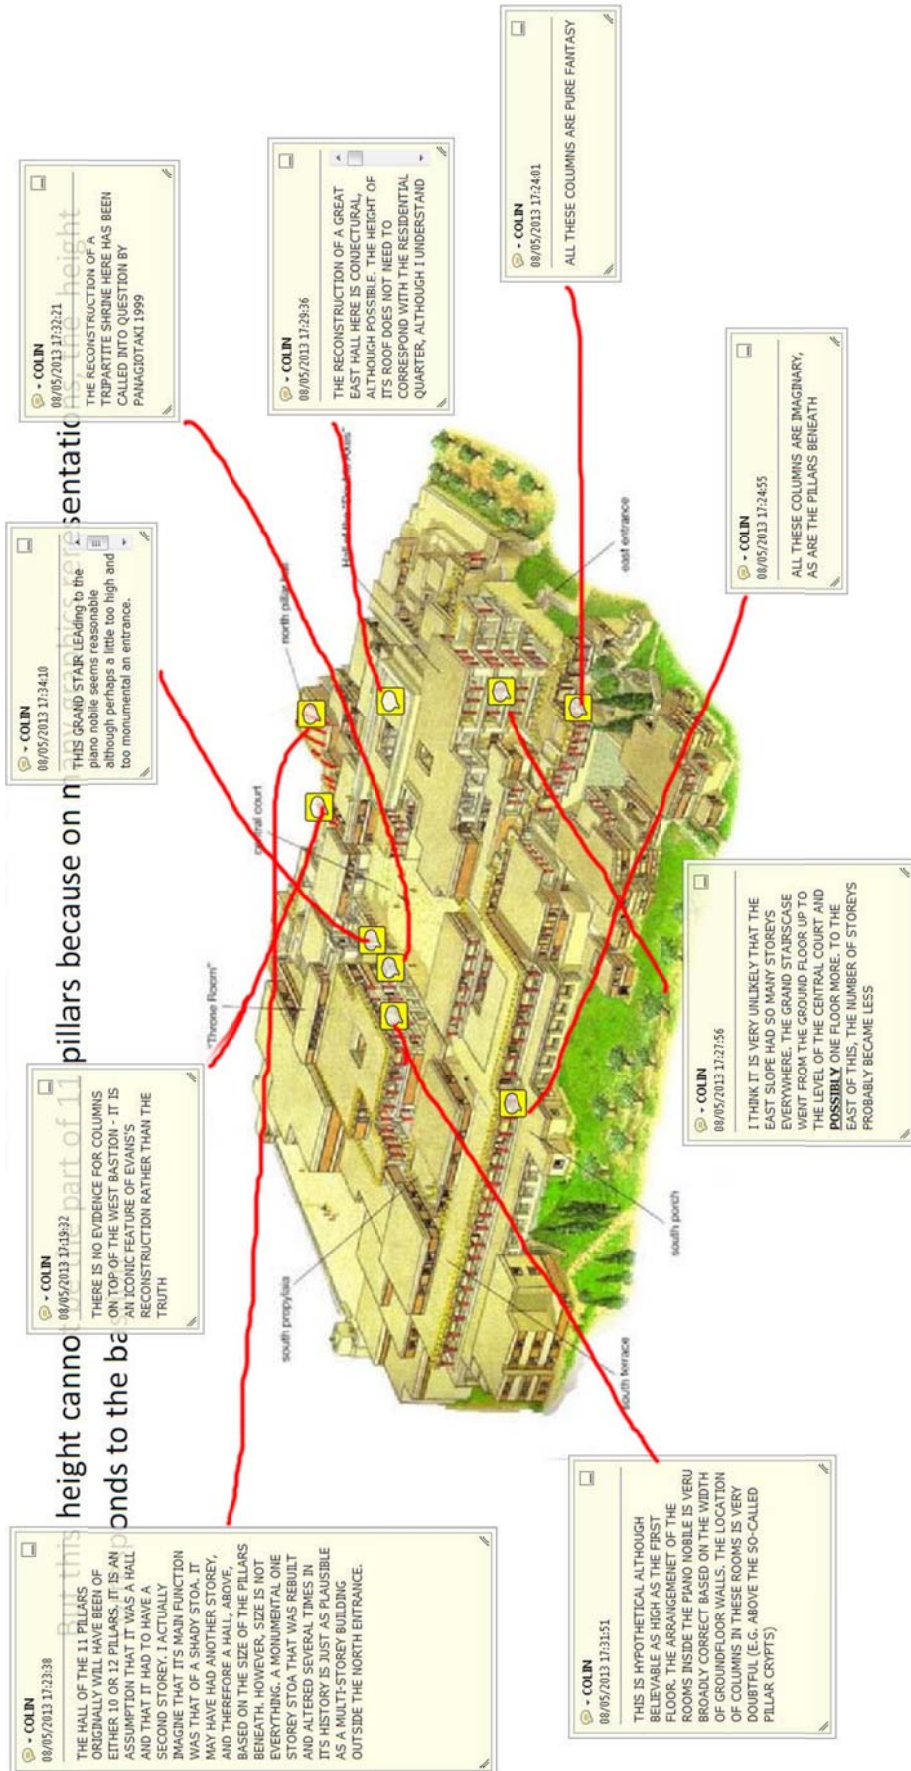 But this height cannot be the part of 11 pillars because on many graphics representations, the height
ponds to the bas
COLIN
08/05/2013 17:23:38
THE HALL OF THE 11 PILLARS
ORIGINALLY WILL HAVE BEEN OF
EITHER 10 OR 12 PILLARS. IT IS AN
ASSUMPTION THAT IT WAS A HALL
AND THAT IT HAD TO HAVE A
SECOND STOREY. I ACTUALLY
IMAGINE THAT ITS MAIN FUNCTION
WAS THAT OF A SHADY STOA. IT
MAY HAVE HAD ANOTHER STOREY,
AND THEREFORE A HALL, ABOVE,
BASED ON THE SIZE OF THE PILLARS
BENEATH. HOWEVER, SIZE IS NOT
EVERYTHING. A MONUMENTAL ONE
STOREY STOA THAT WAS REBUILT
AND ALTERED SEVERAL TIMES IN
IT'S HISTORY IS JUST AS PLAUSIBLE
AS A MULTI-STOREY BUILDING
OUTSIDE THE NORTH ENTRANCE.
COLIN
08/05/2013 17:19:32
THERE IS NO EVIDENCE FOR COLUMNS
ON TOP OF THE WEST BASTION - IT IS
AN ICONIC FEATURE OF EVANS'S
RECONSTRUCTION RATHER THAN THE
TRUTH
COLIN
08/05/2013 17:34:10
THIS GRAND STAIR LEAding to the
piano nobile seems reasonable
although perhaps a little too high and
too monumental an entrance.
COLIN
08/05/2013 17:32:21
THE RECONSTRUCTION OF A
TRIPARTITE SHRINE HERE HAS BEEN
CALLED INTO QUESTION BY
PANAGIOTAKI 1999
COLIN
08/05/2013 17:29:36
THE RECONSTRUCTION OF A GREAT
EAST HALL HERE IS CONJECTURAL,
ALTHOUGH POSSIBLE. THE HEIGHT OF
ITS ROOF DOES NOT NEED TO
CORRESPOND WITH THE RESIDENTIAL
QUARTER, ALTHOUGH I UNDERSTAND
COLIN
08/05/2013 17:24:01
ALL THESE COLUMNS ARE PURE FANTASY
south propylaia
"Throne Room"
central court
north pillar hall
Hall of the "Double Axes"
east entrance
south porch
south terrace
COLIN
08/05/2013 17:31:51
THIS IS HYPOTHETICAL ALTHOUGH
BELIEVABLE AS HIGH AS THE FIRST
FLOOR. THE ARRANGEMENET OF THE
ROOMS INSIDE THE PIANO NOBILE IS VERU
BROADLY CORRECT BASED ON THE WIDTH
OF GROUNDFLOOR WALLS. THE LOCATION
OF COLUMNS IN THESE ROOMS IS VERY
DOUBTFUL (E.G. ABOVE THE SO-CALLED
PILLAR CRYPTS)
COLIN
08/05/2013 17:27:56
I THINK IT IS VERY UNLIKELY THAT THE
EAST SLOPE HAD SO MANY STOREYS
EVERYWHERE. THE GRAND STAIRSCASE
WENT FROM THE GROUND FLOOR UP TO
THE LEVEL OF THE CENTRAL COURT AND
POSSIBLY ONE FLOOR MORE. TO THE
EAST OF THIS, THE NUMBER OF STOREYS
PROBABLY BECAME LESS
COLIN
08/05/2013 17:24:55
ALL THESE COLUMNS ARE IMAGINARY,
AS ARE THE PILLARS BENEATH